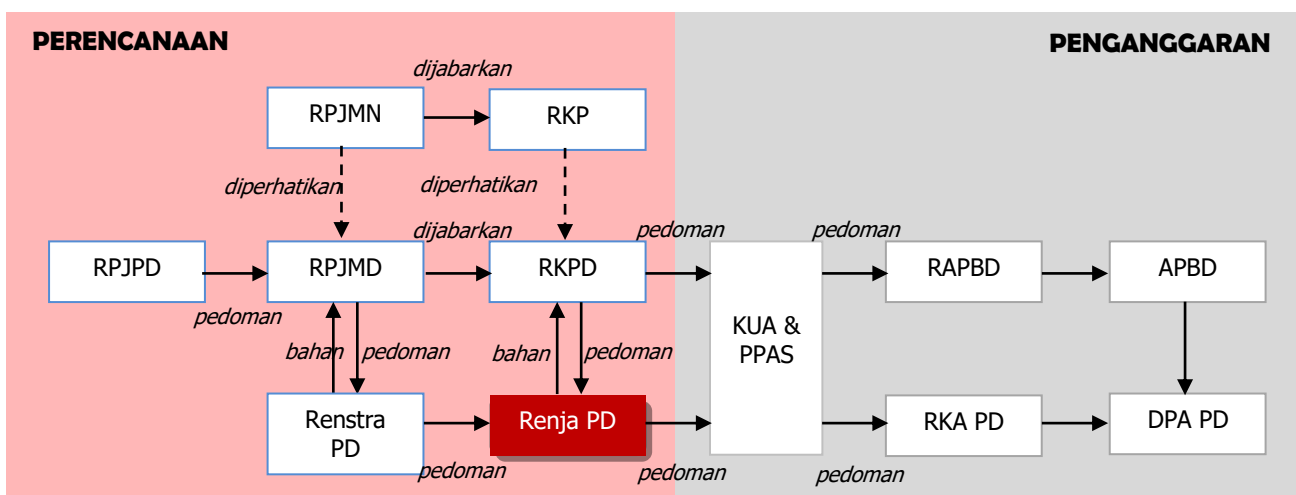 PERENCANAAN
PENGANGGARAN
dijabarkan
RPJMN
RKP
diperhatikan
diperhatikan
dijabarkan
pedoman
pedoman
RPJPD
RPJMD
RKPD
RAPBD
APBD
pedoman
KUA &
PPAS
bahan
pedoman
bahan
pedoman
Renstra
PD
Renja PD
RKA PD
DPA PD
pedoman
pedoman
pedoman